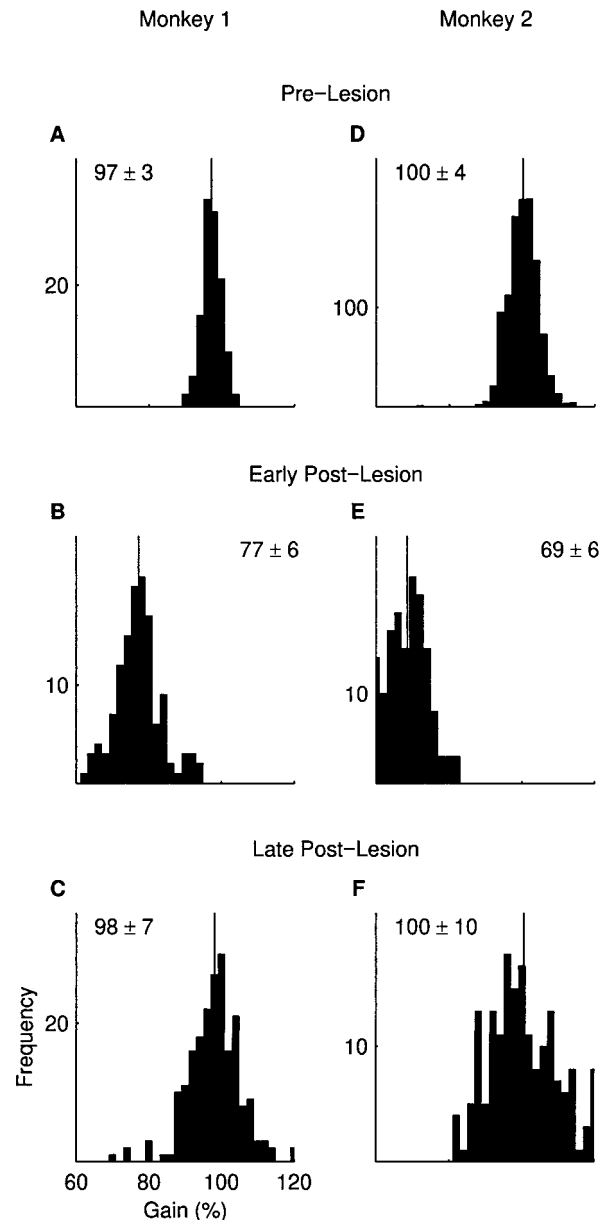 Monkey 1
Monkey 2
Pre–Lesion
A
D
97 ± 3
100 ± 4
20
100
Early Post–Lesion
B
E
77 ± 6
69 ± 6
10
10
Late Post–Lesion
C
F
98 ± 7
100 ± 10
20
10
Frequency
60 80 100 120
Gain (%)